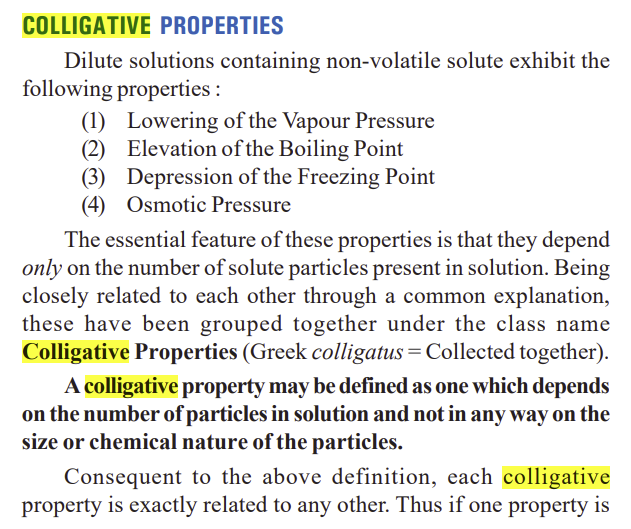 COLLIGATIVE PROPERTIES
Dilute solutions containing non-volatile solute exhibit the
following properties :
(1) Lowering of the Vapour Pressure
(2) Elevation of the Boiling Point
(3) Depression of the Freezing Point
(4) Osmotic Pressure
The essential feature of these properties is that they depend
only on the number of solute particles present in solution. Being
closely related to each other through a common explanation,
these have been grouped together under the class name
Colligative Properties (Greek colligatus = Collected together).
A colligative property may be defined as one which depends
on the number of particles in solution and not in any way on the
size or chemical nature of the particles.
Consequent to the above definition, each colligative
property is exactly related to any other. Thus if one property is